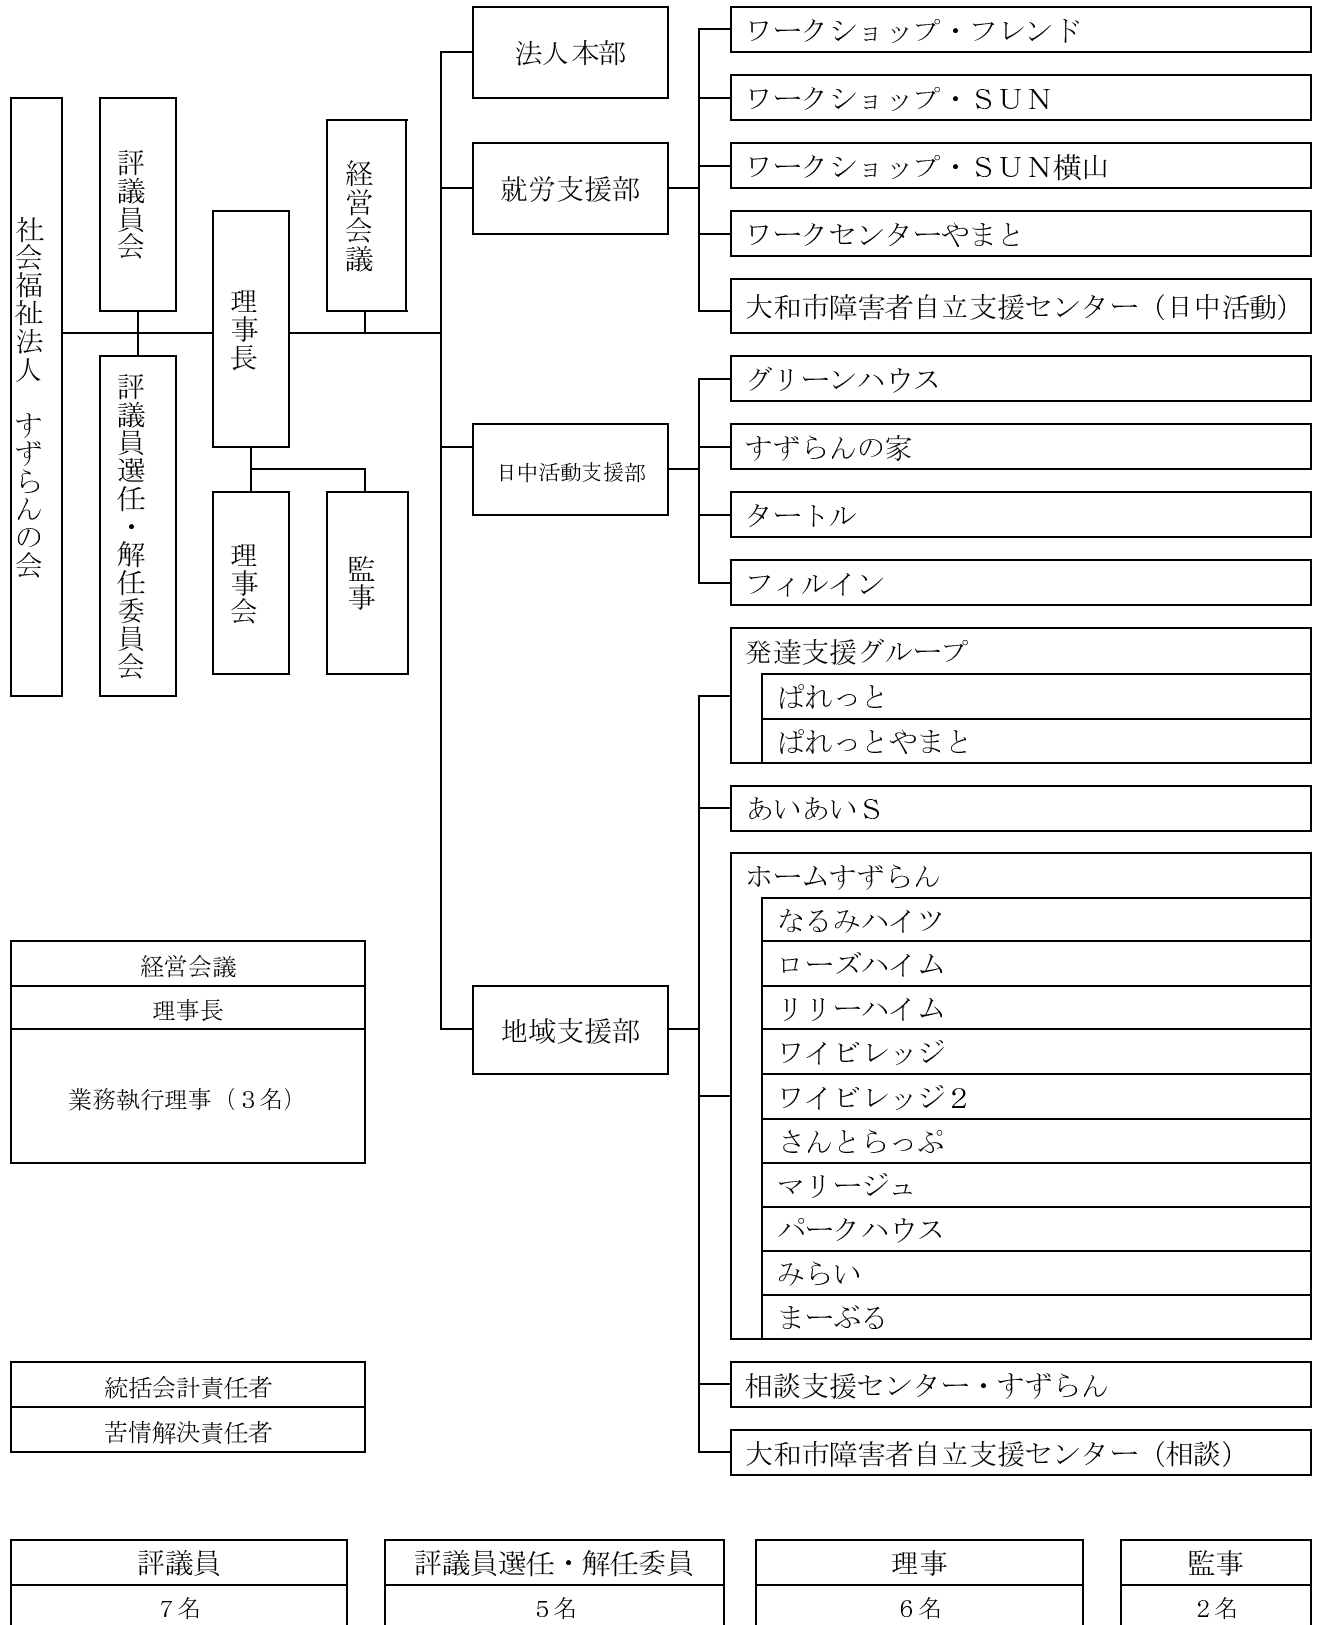 社会福祉法人　すずらんの会
評議員会
評議員選任・解任委員会
理事長
理事会
経営会議
監事
法人本部
就労支援部
ワークショップ・フレンド
ワークショップ・ＳＵＮ
ワークショップ・ＳＵＮ横山
ワークセンターやまと
大和市障害者自立支援センター（日中活動）
日中活動支援部
グリーンハウス
すずらんの家
タートル
フィルイン
地域支援部
発達支援グループ
ぱれっと
ぱれっとやまと
あいあいＳ
ホームすずらん
なるみハイツ
ローズハイム
リリーハイム
ワイビレッジ
ワイビレッジ２
さんとらっぷ
マリージュ
パークハウス
みらい
まーぶる
相談支援センター・すずらん
大和市障害者自立支援センター（相談）
経営会議
理事長
業務執行理事（３名）
統括会計責任者
苦情解決責任者
評議員
７名
評議員選任・解任委員
５名
理事
６名
監事
２名